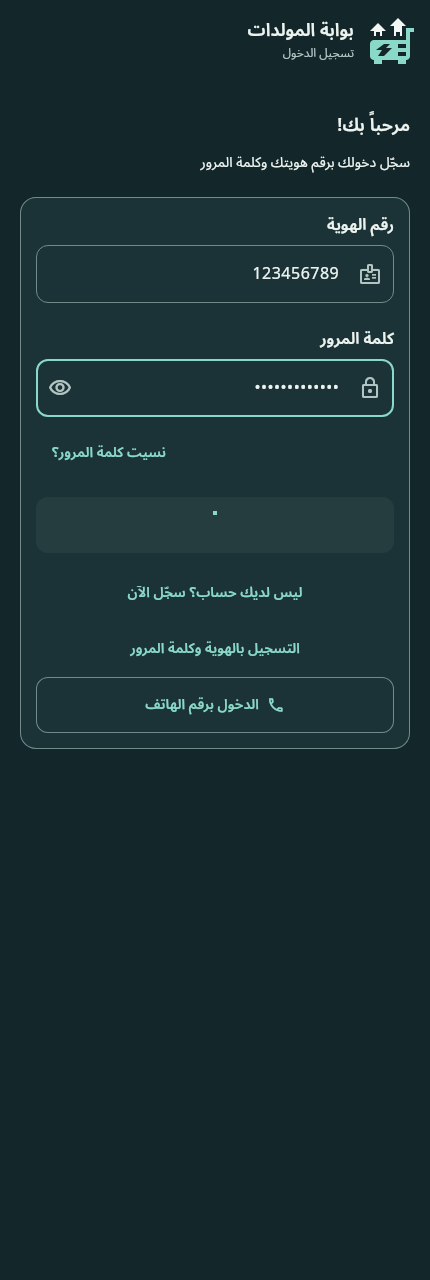 بوابة المولدات
تسجيل الدخول
مرحباً بك!
سجّل دخولك برقم هويتك وكلمة المرور
رقم الهوية
123456789
كلمة المرور
•••••••••••••
نسيت كلمة المرور؟
ليس لديك حساب؟ سجّل الآن
التسجيل بالهوية وكلمة المرور
الدخول برقم الهاتف